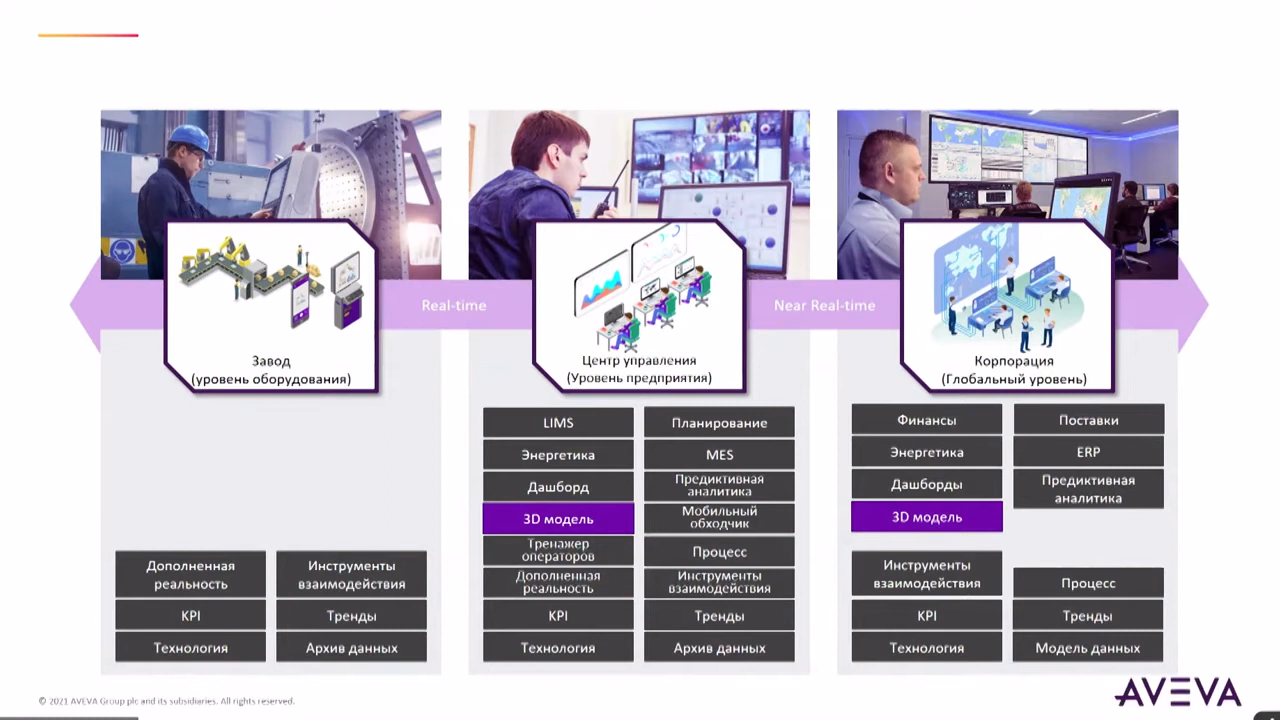 Real-time
Near Real-time
Завод
(уровень оборудования)
Дополненная
реальность
Инструменты
взаимодействия
KPI
Тренды
Технология
Архив данных
Центр управления
(Уровень предприятия)
LIMS
Планирование
Энергетика
MES
Дашборд
Предиктивная
аналитика
3D модель
Мобильный
обходчик
Тренажер
операторов
Процесс
Дополненная
реальность
Инструменты
взаимодействия
KPI
Тренды
Технология
Архив данных
Корпорация
(Глобальный уровень)
Финансы
Поставки
Энергетика
ERP
Дашборды
Предиктивная
аналитика
3D модель
Инструменты
взаимодействия
Процесс
KPI
Тренды
Технология
Модель данных
© 2021 AVEVA Group plc and its subsidiaries. All rights reserved.
AVEVA